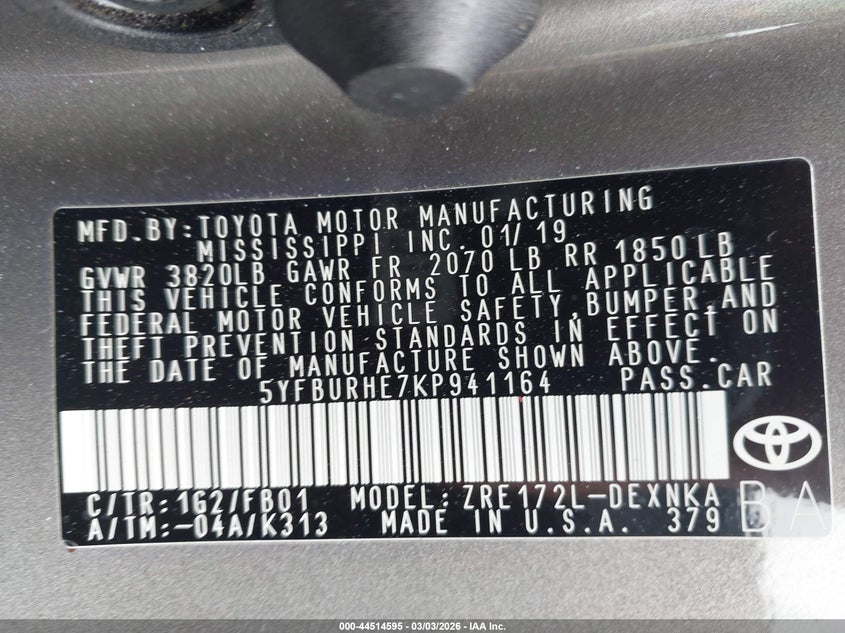 MFD.BY:TOYOTA MOTOR MANUFACTURING
MISSISSIPPI INC. 01/19
GVWR 3820LB GAWR FR 2070 LB RR 1850 LB
THIS VEHICLE CONFORMS TO ALL APPLICABLE
FEDERAL MOTOR VEHICLE SAFETY,BUMPER,AND
THEFT PREVENTION STANDARDS IN EFFECT ON
THE DATE OF MANUFACTURE SHOWN ABOVE.
5YFBURHE7KP941164 PASS.CAR
C/TR:1G2/FB01 MODEL:ZRE172L-DEXNKA
A/TM:-04A/K313 MADE IN U.S.A. 379
BA
000-44514595 - 03/03/2026 - IAA Inc.